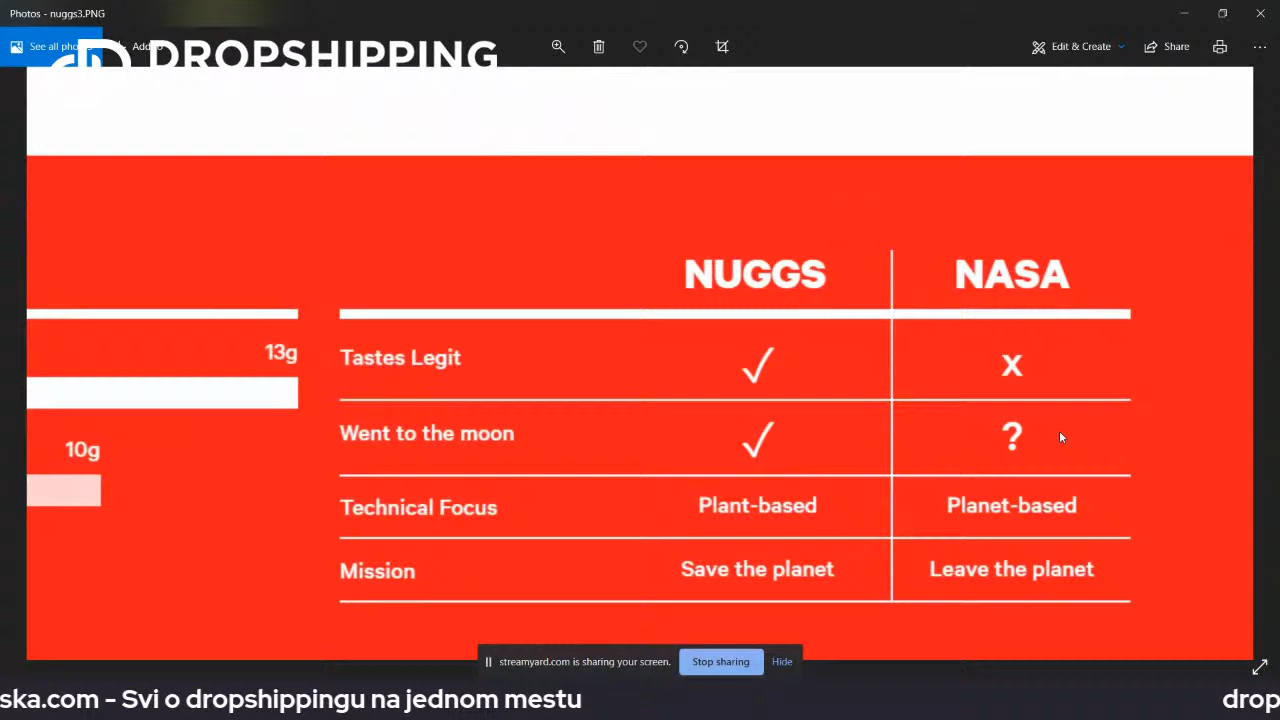 Photos - nuggs3.PNG
See all photos
Edit & Create
Share
DROPSHIPPING
NUGGS NASA
13g
Tastes Legit ✓ x
10g
Went to the moon ✓ ?
Technical Focus Plant-based Planet-based
Mission Save the planet Leave the planet
streamyard.com is sharing your screen. Stop sharing Hide
ska.com - Svi o dropshippingu na jednom mestu
drop